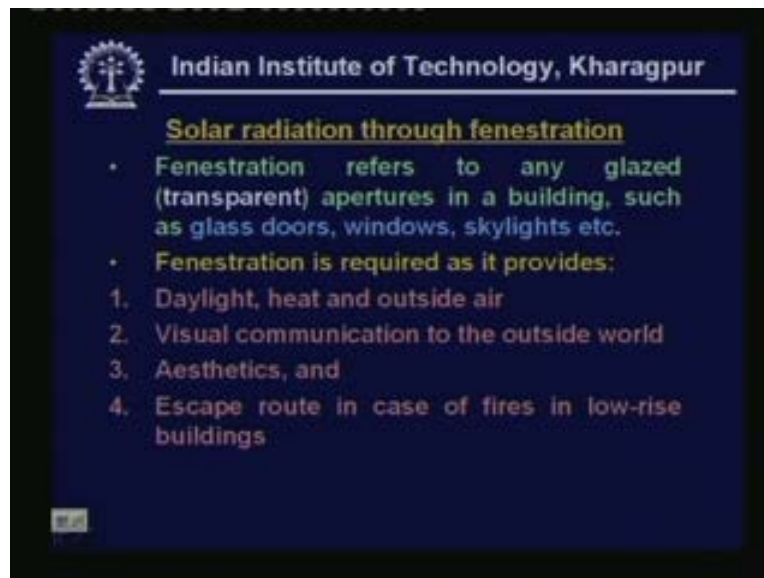 Indian Institute of Technology, Kharagpur
Solar radiation through fenestration
• Fenestration refers to any glazed
(transparent) apertures in a building, such
as glass doors, windows, skylights etc.
• Fenestration is required as it provides:
1. Daylight, heat and outside air
2. Visual communication to the outside world
3. Aesthetics, and
4. Escape route in case of fires in low-rise
buildings